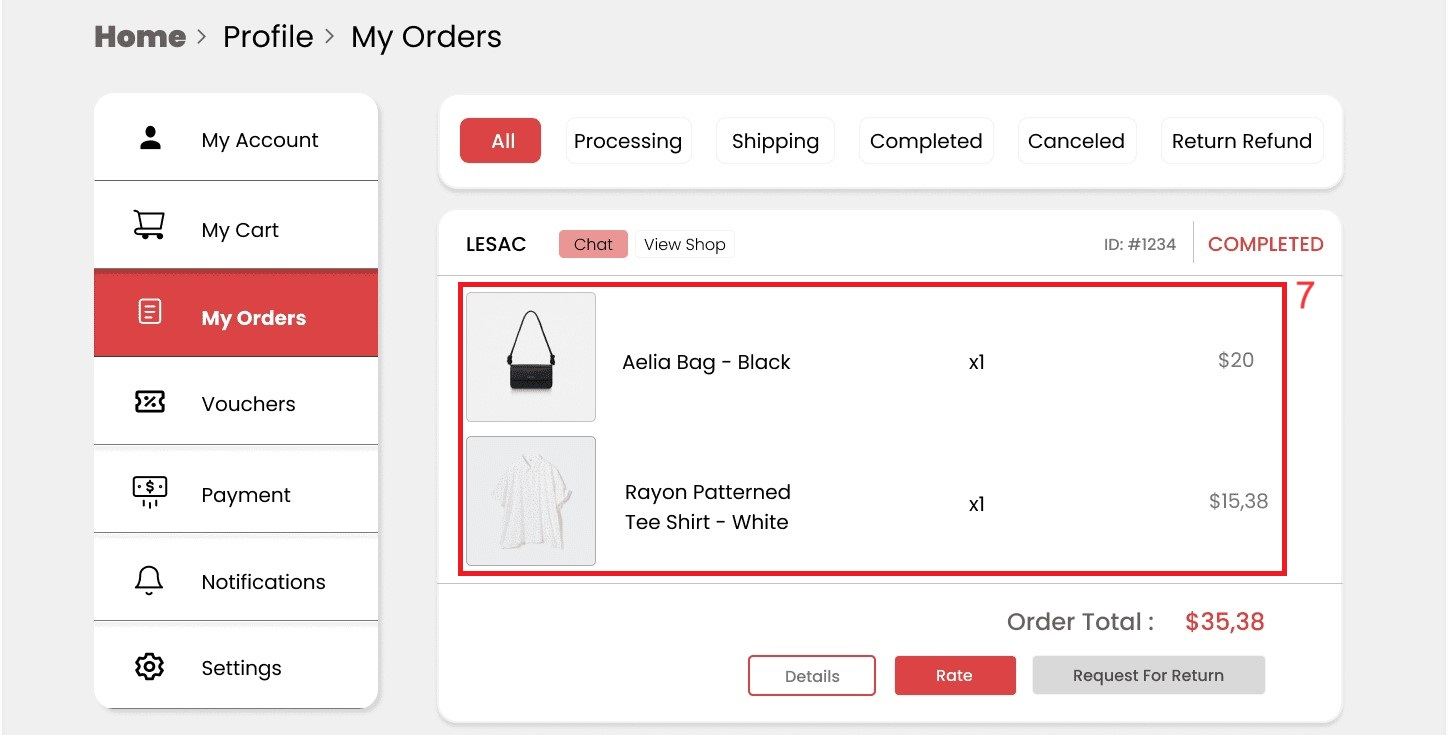 Home > Profile > My Orders
My Account
My Cart
My Orders
Vouchers
Payment
Notifications
Settings
All Processing Shipping Completed Canceled Return Refund
LESAC Chat View Shop ID: #1234 COMPLETED
7
Aelia Bag - Black x1 $20
Rayon Patterned
Tee Shirt - White x1 $15,38
Order Total : $35,38
Details Rate Request For Return